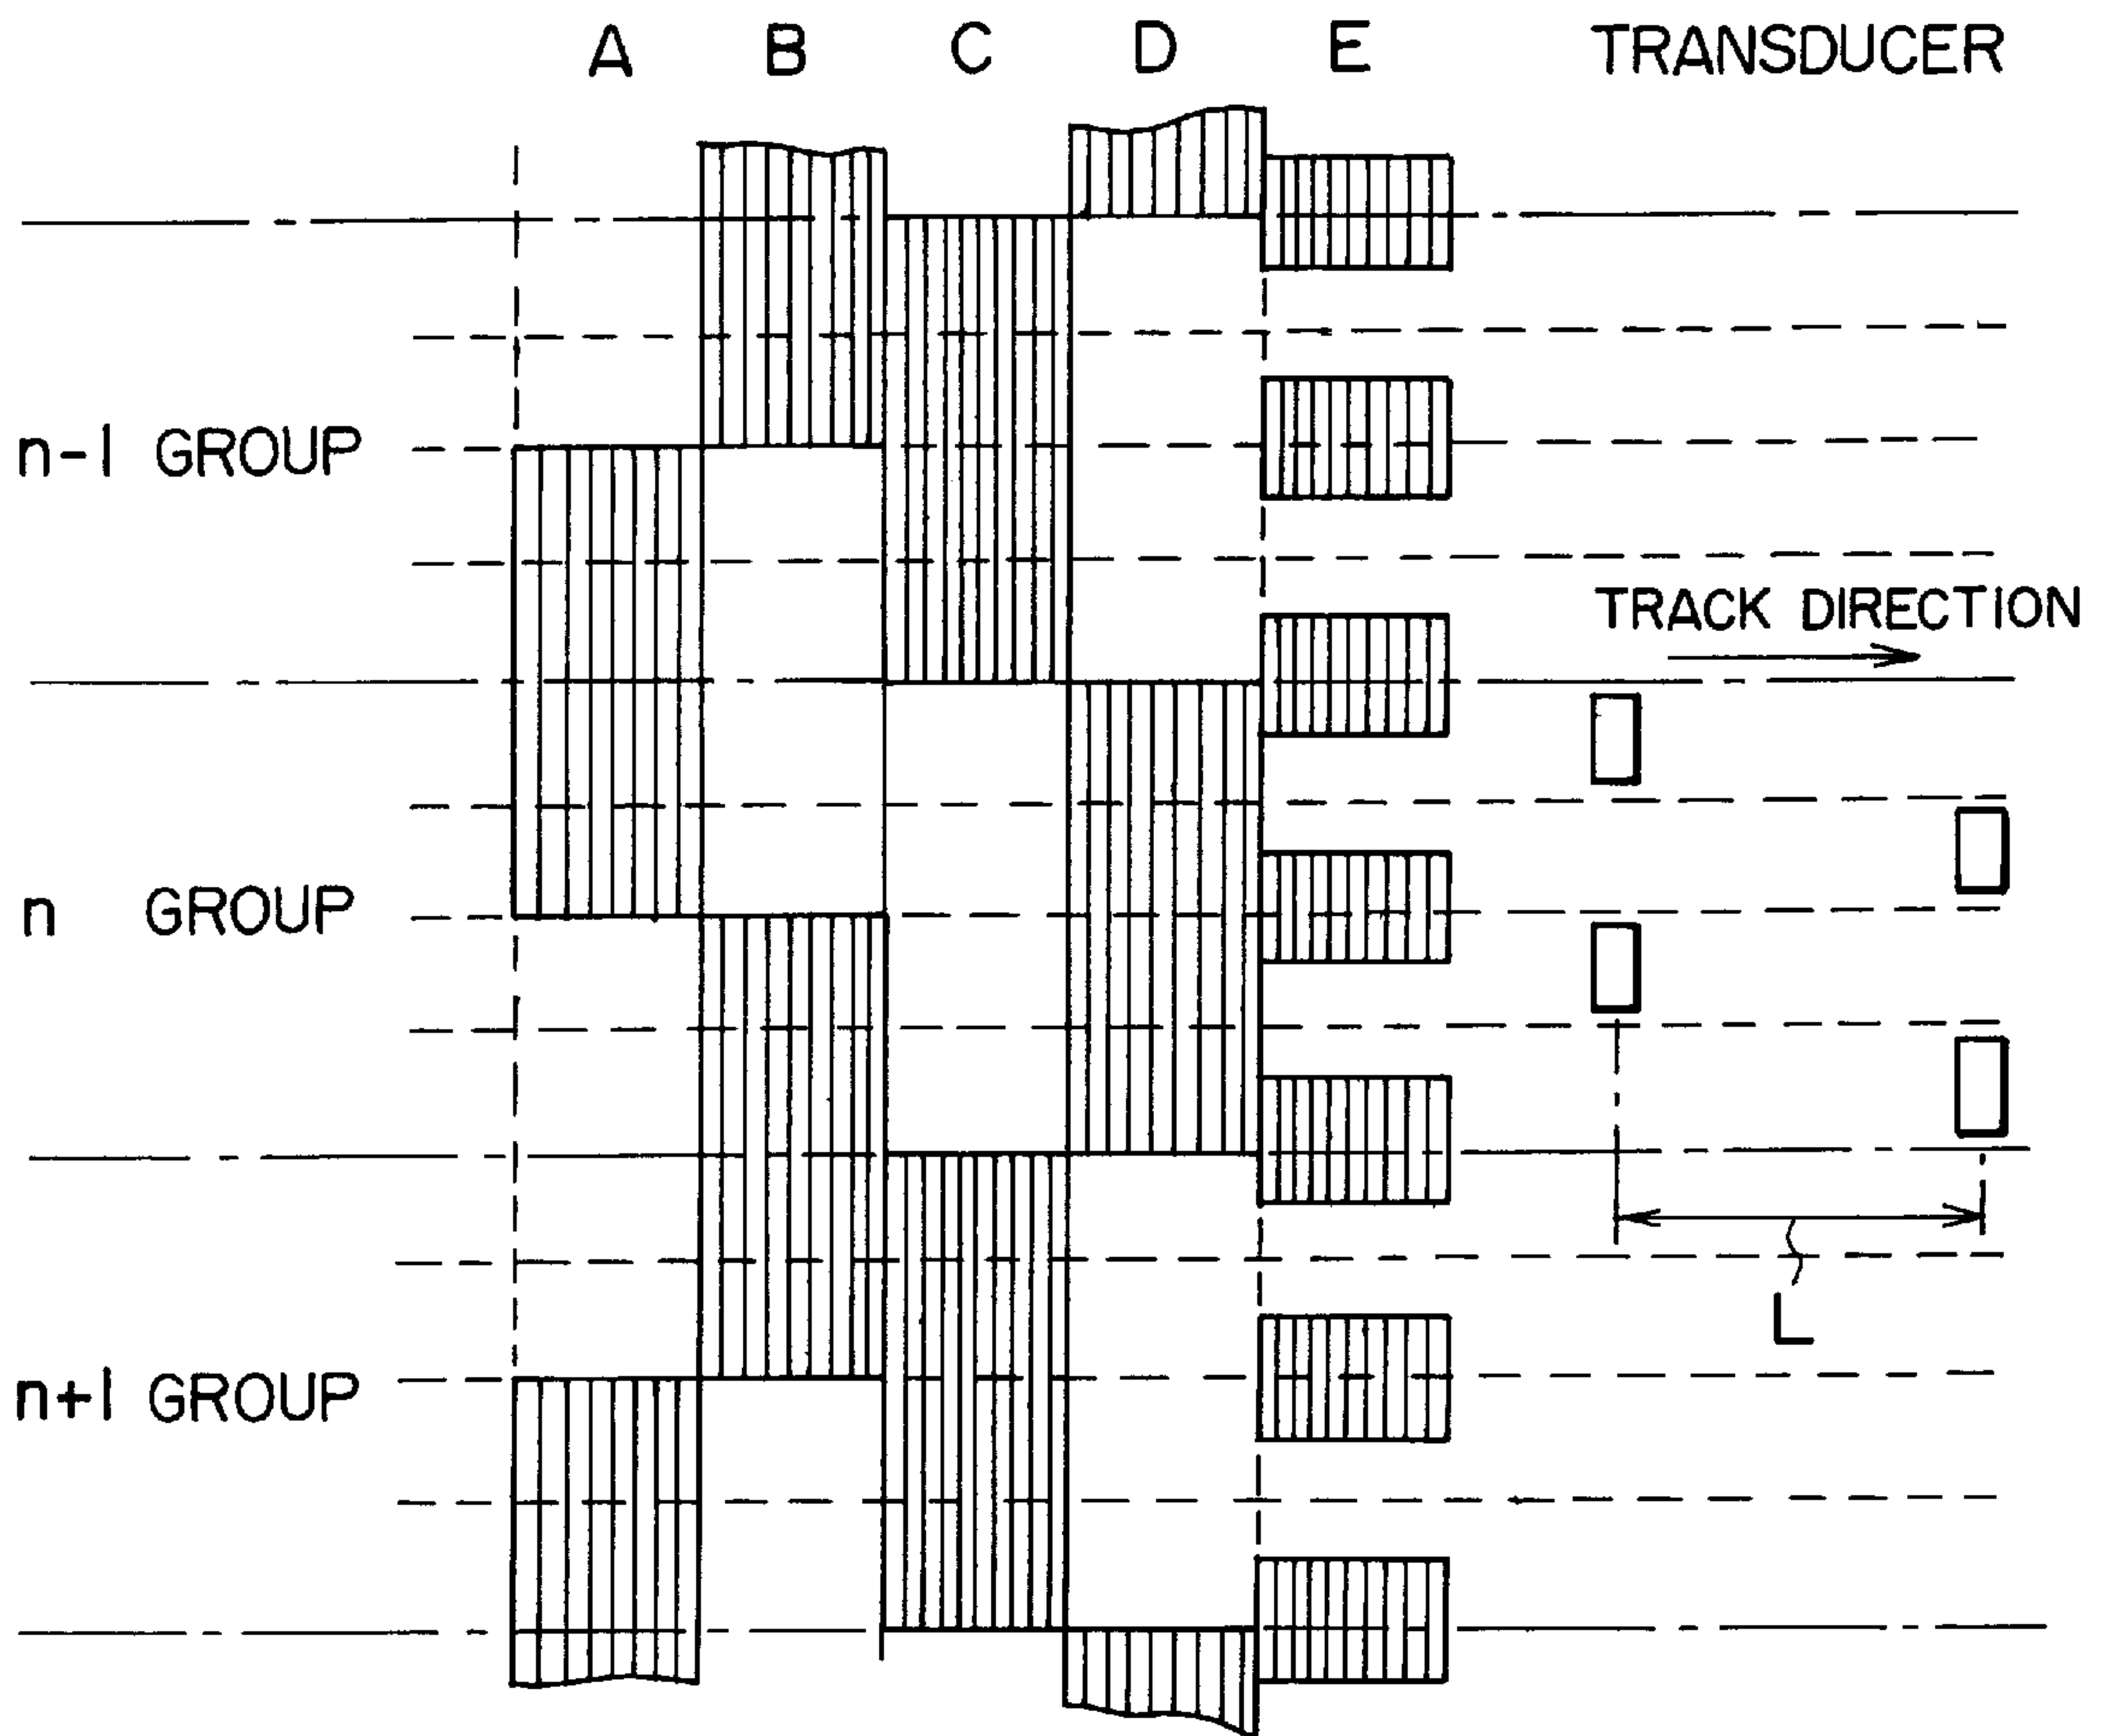 A B C D E TRANSDUCER
n-1 GROUP
TRACK DIRECTION
n GROUP
L
n+1 GROUP